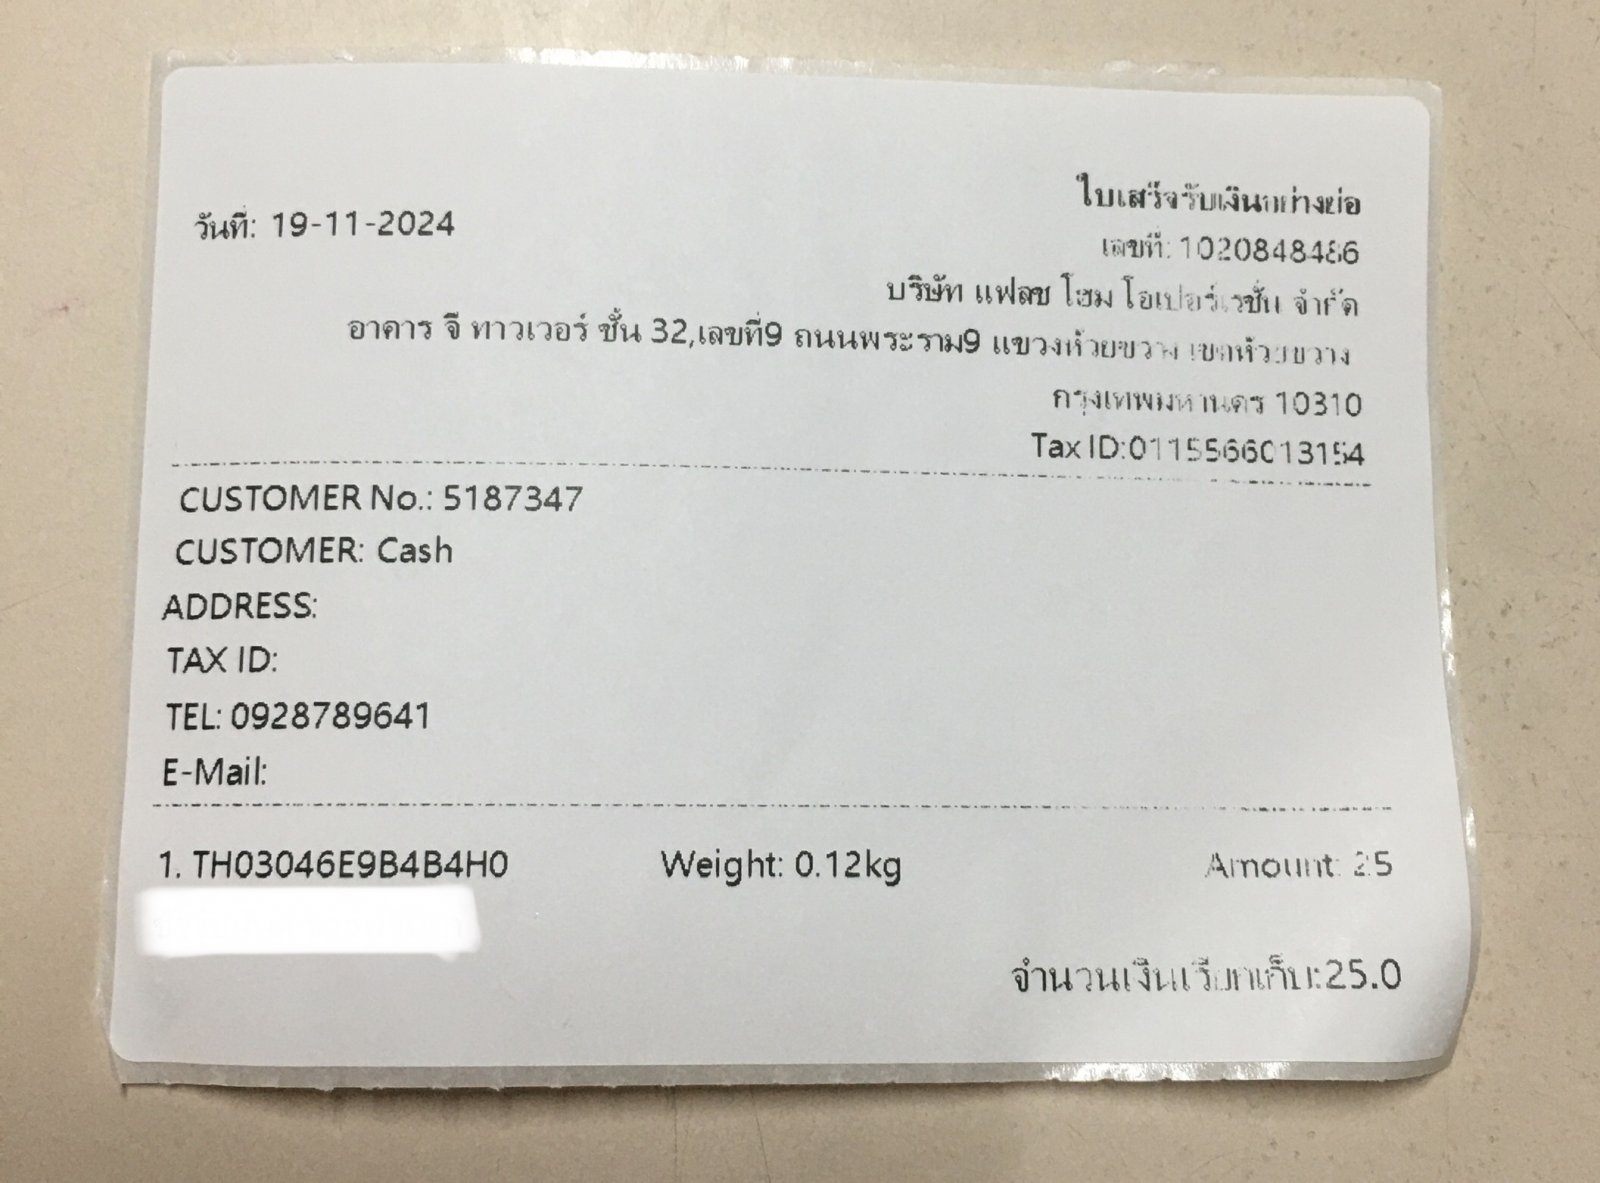 ใบเสร็จรับเงินอย่างย่อ
วันที่: 19-11-2024
เลขที่: 1020848486
บริษัท แฟลช โฮม โอเปอร์เรชั่น จำกัด
อาคาร จี ทาวเวอร์ ชั้น 32,เลขที่9 ถนนพระราม9 แขวงห้วยขวาง เขตห้วยขวาง
กรุงเทพมหานคร 10310
Tax ID:0115566013154
CUSTOMER No.: 5187347
CUSTOMER: Cash
ADDRESS:
TAX ID:
TEL: 0928789641
E-Mail:
1. TH03046E9B4B4H0 Weight: 0.12kg Amount: 25
จำนวนเงินเรียกเก็บ:25.0